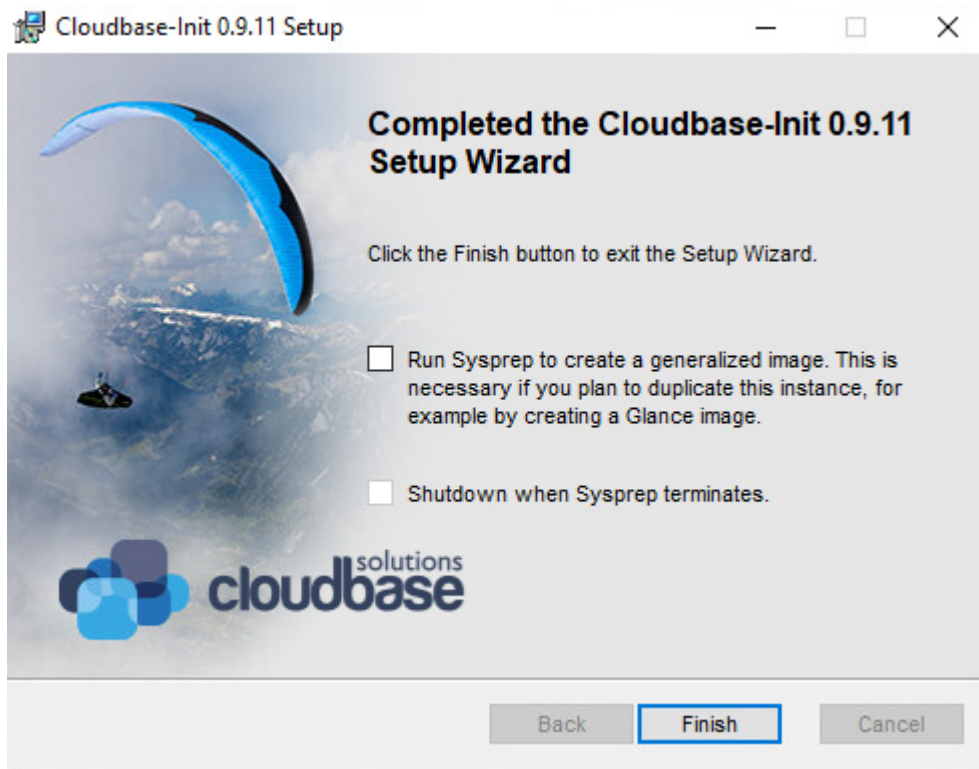 Cloudbase-Init 0.9.11 Setup
Completed the Cloudbase-Init 0.9.11
Setup Wizard
Click the Finish button to exit the Setup Wizard.
Run Sysprep to create a generalized image. This is
necessary if you plan to duplicate this instance, for
example by creating a Glance image.
Shutdown when Sysprep terminates.
solutions
cloudbase
Back
Finish
Cancel